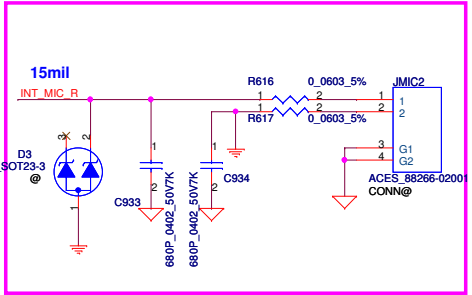 15mil
INT_MIC_R
R616 0_0603_5%
1 2
1 2
R617 0_0603_5%
JMIC2
1 1
2 2
3 G1
4 G2
ACES_88266-02001
CONN@
D3
_SOT23-3
@
3 2
1
1
2
C933
680P_0402_50V7K
1
2
C934
680P_0402_50V7K